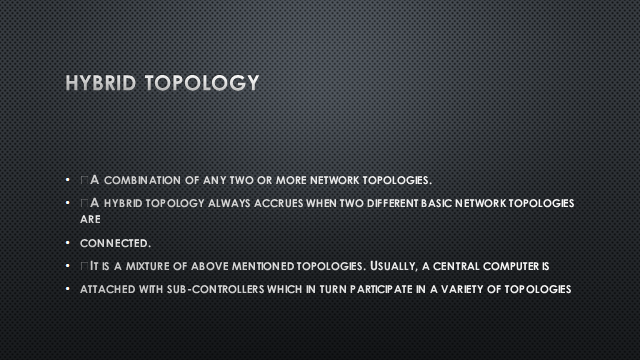 HYBRID TOPOLOGY
• □A COMBINATION OF ANY TWO OR MORE NETWORK TOPOLOGIES.
• □A HYBRID TOPOLOGY ALWAYS ACCRUES WHEN TWO DIFFERENT BASIC NETWORK TOPOLOGIES
ARE
• CONNECTED.
• □IT IS A MIXTURE OF ABOVE MENTIONED TOPOLOGIES. USUALLY, A CENTRAL COMPUTER IS
• ATTACHED WITH SUB-CONTROLLERS WHICH IN TURN PARTICIPATE IN A VARIETY OF TOPOLOGIES